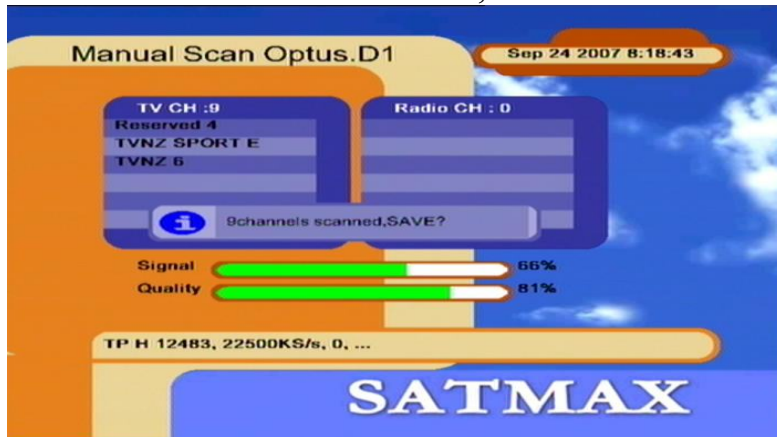 Manual Scan Optus.D1
Sep 24 2007 8:18:43
TV CH :9
Radio CH : 0
Reserved 4
TVNZ SPORT E
TVNZ 6
9channels scanned,SAVE?
Signal 66%
Quality 81%
TP H 12483, 22500KS/s, 0, ...
SATMAX